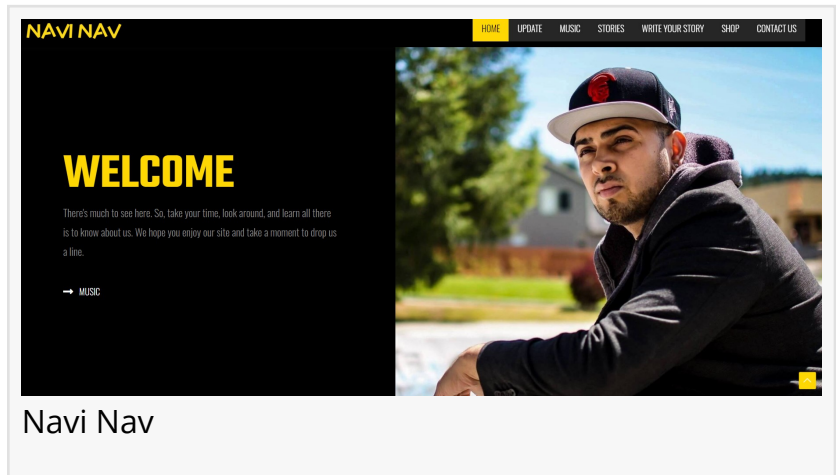 NAVI NAV
HOME UPDATE MUSIC STORIES WRITE YOUR STORY SHOP CONTACT US
WELCOME
There's much to see here. So, take your time, look around, and learn all there
is to know about us. We hope you enjoy our site and take a moment to drop us
a line.
MUSIC
Navi Nav